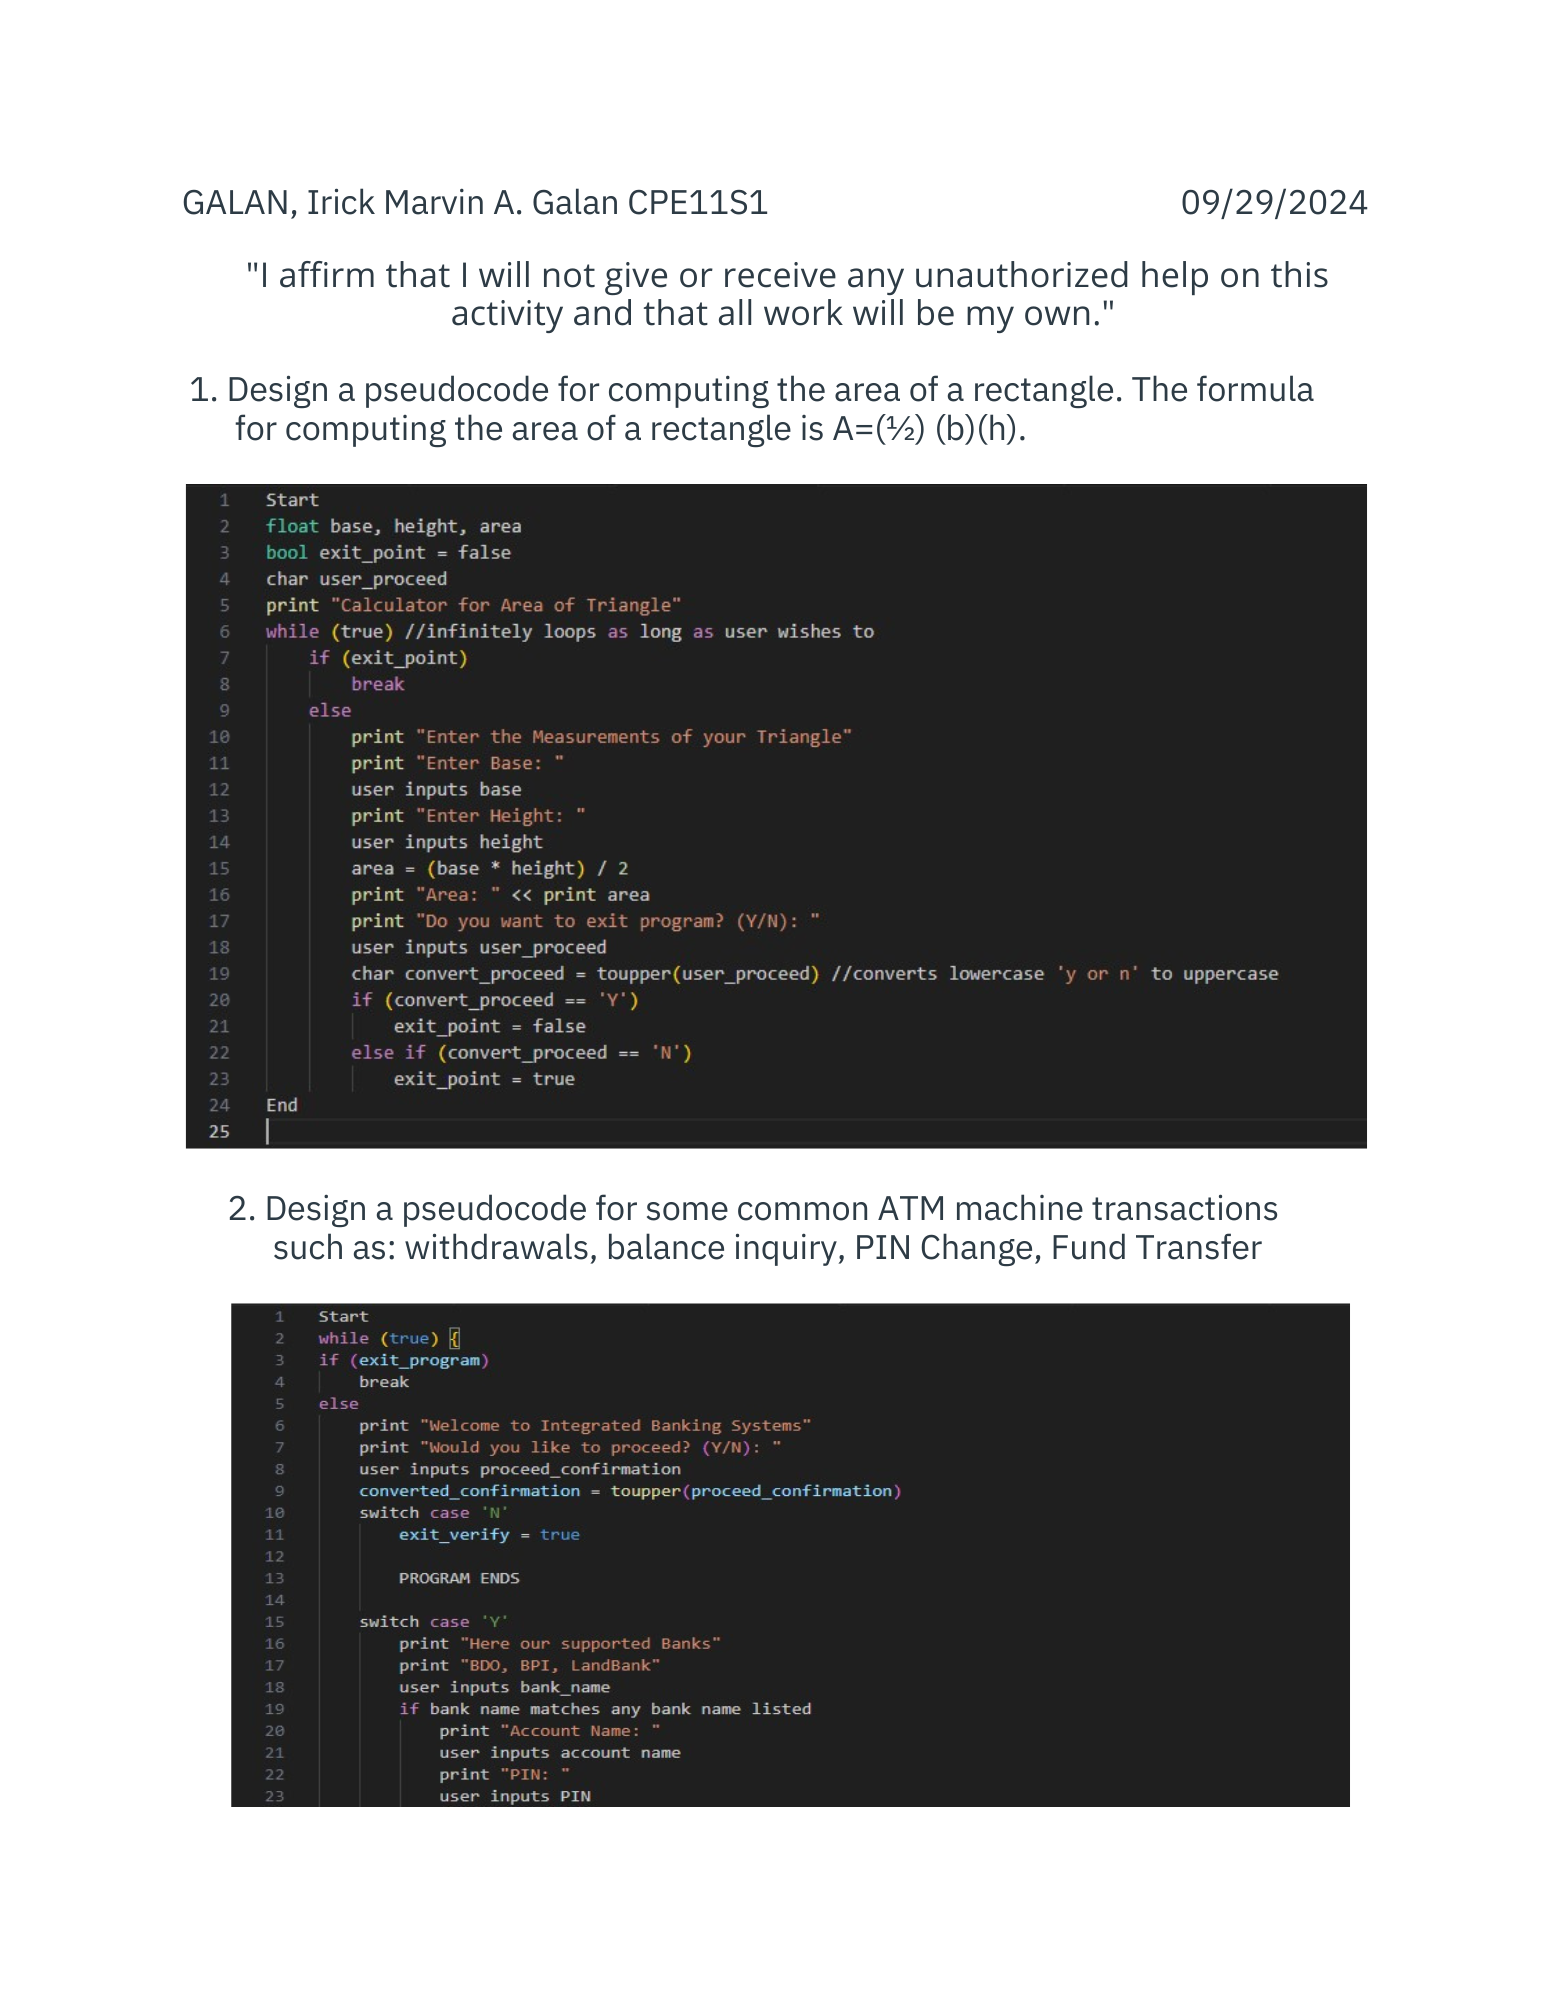 GALAN, Irick Marvin A. Galan CPE11S1 09/29/2024
"I affirm that I will not give or receive any unauthorized help on this
activity and that all work will be my own."
1. Design a pseudocode for computing the area of a rectangle. The formula
for computing the area of a rectangle is A=(½) (b)(h).
1 Start
2 float base, height, area
3 bool exit_point = false
4 char user_proceed
5 print "Calculator for Area of Triangle"
6 while (true) //infinitely loops as long as user wishes to
7 if (exit_point)
8 break
9 else
10 print "Enter the Measurements of your Triangle"
11 print "Enter Base: "
12 user inputs base
13 print "Enter Height: "
14 user inputs height
15 area = (base * height) / 2
16 print "Area: " << print area
17 print "Do you want to exit program? (Y/N): "
18 user inputs user_proceed
19 char convert_proceed = toupper(user_proceed) //converts lowercase 'y or n' to uppercase
20 if (convert_proceed == 'Y')
21 exit_point = false
22 else if (convert_proceed == 'N')
23 exit_point = true
24 End
25
2. Design a pseudocode for some common ATM machine transactions
such as: withdrawals, balance inquiry, PIN Change, Fund Transfer
1 Start
2 while (true) {
3 if (exit_program)
4 break
5 else
6 print "Welcome to Integrated Banking Systems"
7 print "Would you like to proceed? (Y/N): "
8 user inputs proceed_confirmation
9 converted_confirmation = toupper(proceed_confirmation)
10 switch case 'N'
11 exit_verify = true
12
13 PROGRAM ENDS
14
15 switch case 'Y'
16 print "Here our supported Banks"
17 print "BDO, BPI, LandBank"
18 user inputs bank_name
19 if bank name matches any bank name listed
20 print "Account Name: "
21 user inputs account name
22 print "PIN: "
23 user inputs PIN